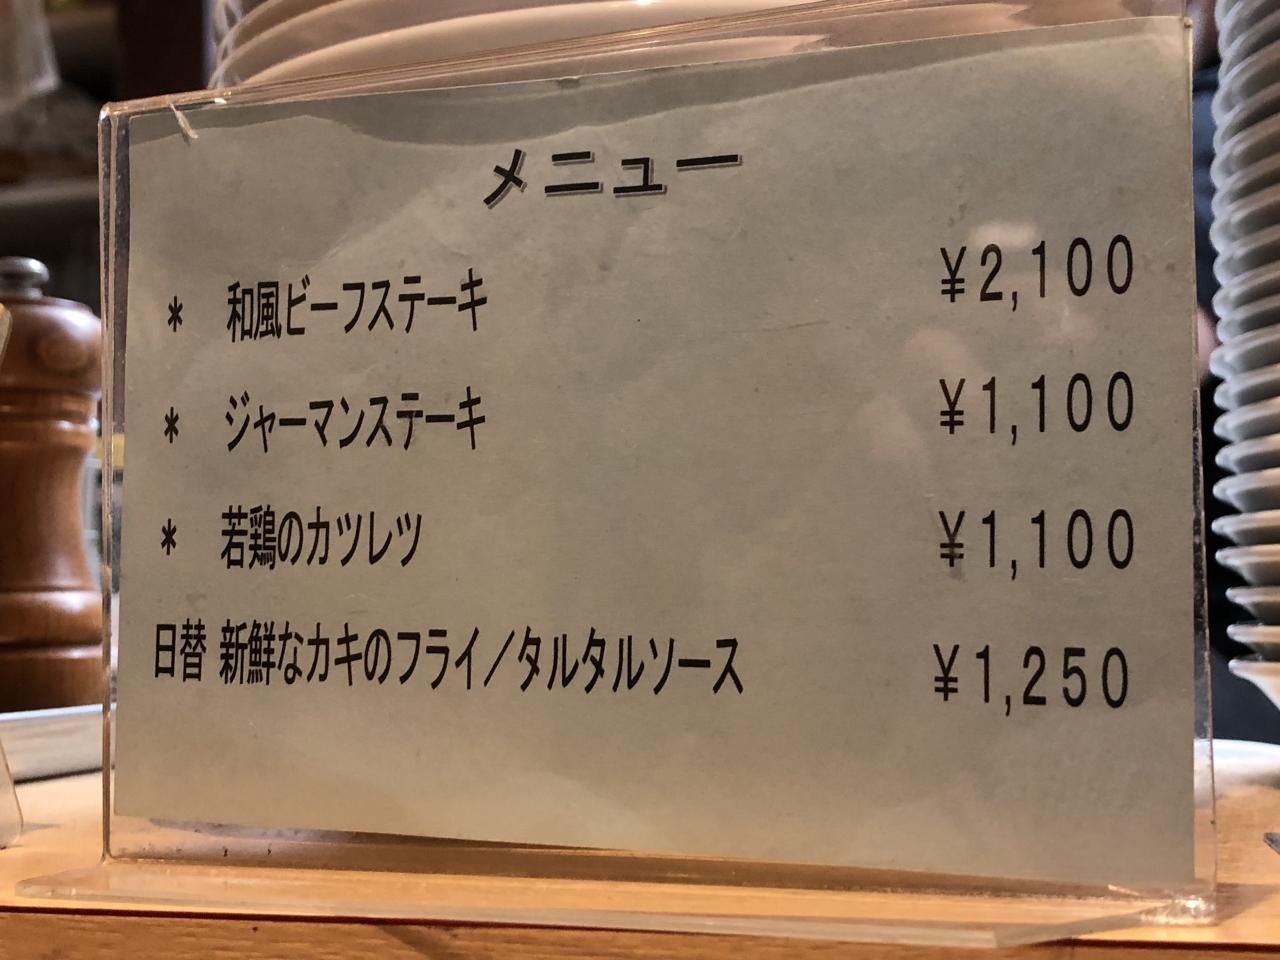 メニュー
* 和風ビーフステーキ ¥2,100
* ジャーマンステーキ ¥1,100
* 若鶏のカツレツ ¥1,100
日替 新鮮なカキのフライ／タルタルソース ¥1,250